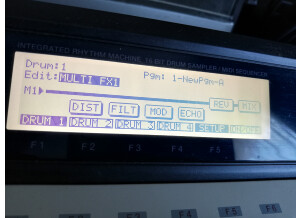 INTEGRATED RHYTHM MACHINE, 16 BIT DRUM SAMPLER / MIDI SEQUENCER
Drum:1
Edit:MULTI FX1 Pgm: 1-NewPgm-A
M1 REV MIX
DIST FILT MOD ECHO
DRUM 1 DRUM 2 DRUM 3 DRUM 4 SETUP
F1 F2 F3 F4 F5 F6